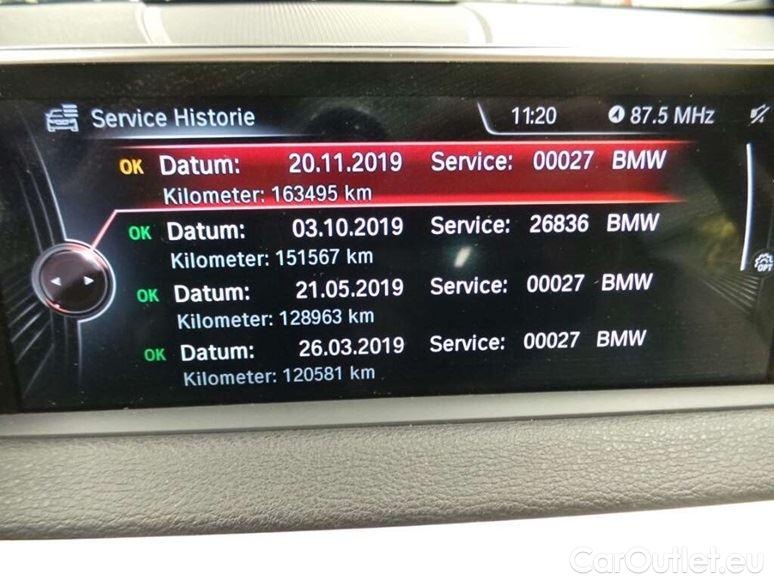 Service Historie 11:20 87.5 MHz
OK Datum: 20.11.2019 Service: 00027 BMW
Kilometer: 163495 km
OK Datum: 03.10.2019 Service: 26836 BMW
Kilometer: 151567 km
OK Datum: 21.05.2019 Service: 00027 BMW
Kilometer: 128963 km
OK Datum: 26.03.2019 Service: 00027 BMW
Kilometer: 120581 km
OPT
CarOutlet.eu